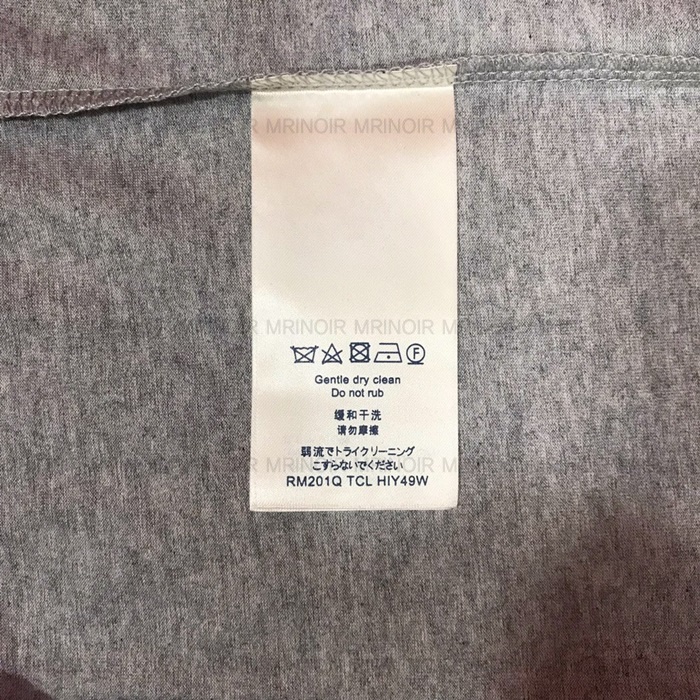 MRINOIR MRINOIR
MRINOIR MRINOIR
F
Gentle dry clean
Do not rub
缓和干洗
请勿摩擦
弱流でトライクリーニング
こすらないでください
MRINOIR MRINOIR
RM201Q TCL HIY49W